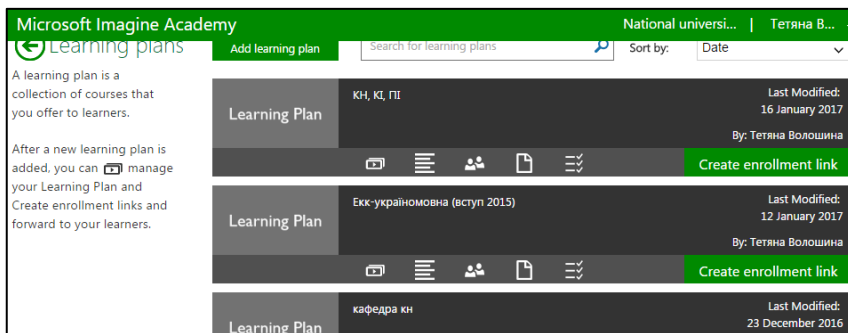 Microsoft Imagine Academy
National universi... | Тетяна В...
Learning plans
Add learning plan
Search for learning plans
Sort by:
Date
A learning plan is a
collection of courses that
you offer to learners.
After a new learning plan is
added, you can manage
your Learning Plan and
Create enrollment links and
forward to your learners.
Learning Plan
КН, КІ, ПІ
Last Modified:
16 January 2017
By: Тетяна Волошина
Create enrollment link
Learning Plan
Екк-україномовна (вступ 2015)
Last Modified:
12 January 2017
By: Тетяна Волошина
Create enrollment link
Learning Plan
кафедра кн
Last Modified:
23 December 2016